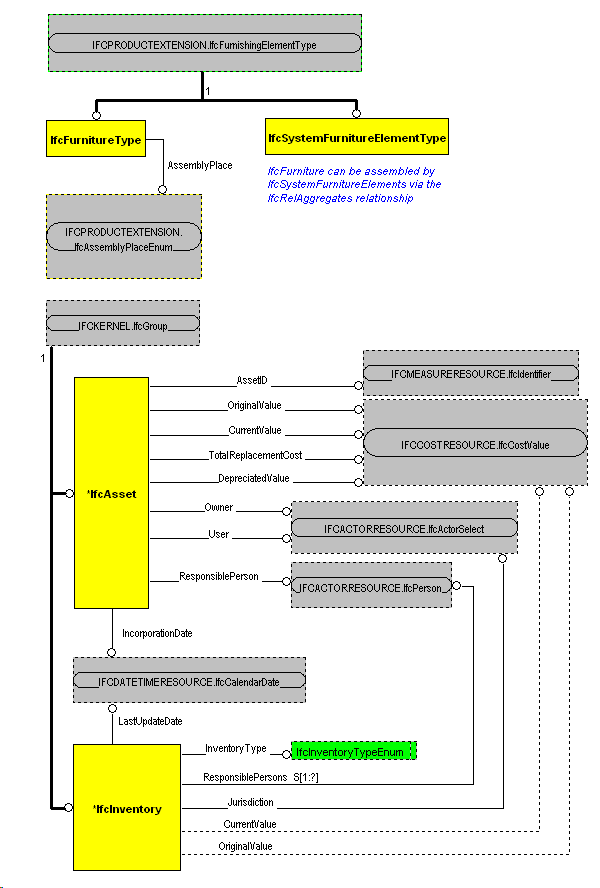 IFCPRODUCTEXTENSION.IfcFurnishingElementType
1
IfcFurnitureType
IfcSystemFurnitureElementType
AssemblyPlace
IfcFurniture can be assembled by
IfcSystemFurnitureElements via the
IfcRelAggregates relationship
IFCPRODUCTEXTENSION.
IfcAssemblyPlaceEnum
IFCKERNEL.IfcGroup
1
AssetID
IFCMEASURERESOURCE.IfcIdentifier
OriginalValue
CurrentValue
IFCCOSTRESOURCE.IfcCostValue
TotalReplacementCost
DepreciatedValue
*IfcAsset
Owner
IFCACTORRESOURCE.IfcActorSelect
User
ResponsiblePerson
IFCACTORRESOURCE.IfcPerson
IncorporationDate
IFCDATETIMERESOURCE.IfcCalendarDate
LastUpdateDate
InventoryType
IfcInventoryTypeEnum
ResponsiblePersons S[1:?]
Jurisdiction
*IfcInventory
CurrentValue
OriginalValue